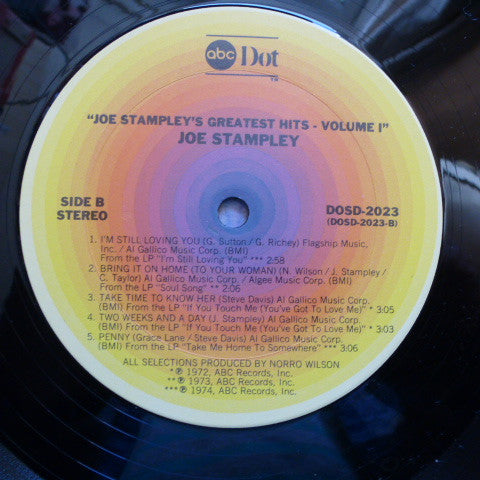 abc Dot
TM
"JOE STAMPLEY'S GREATEST HITS - VOLUME I"
JOE STAMPLEY
SIDE B
STEREO
DOSD-2023
(DOSD-2023-B)
1. I'M STILL LOVING YOU (G. Sutton / G. Richey) Flagship Music,
Inc. / Al Gallico Music Corp. (BMI)
From the LP "I'm Still Loving You" *** 2:58
2. BRING IT ON HOME (TO YOUR WOMAN) (N. Wilson / J. Stampley /
C. Taylor) Al Gallico Music Corp. / Algee Music Corp. (BMI)
From the LP "Soul Song" ** 2:06
3. TAKE TIME TO KNOW HER (Steve Davis) Al Gallico Music Corp.
(BMI) From the LP "If You Touch Me (You've Got To Love Me)" * 3:05
4. TWO WEEKS AND A DAY (J. Stampley) Al Gallico Music Corp.
(BMI) From the LP "If You Touch Me (You've Got To Love Me)" * 3:03
5. PENNY (Grace Lane / Steve Davis) Al Gallico Music Corp.
(BMI) From the LP "Take Me Home To Somewhere" *** 3:06
ALL SELECTIONS PRODUCED BY NORRO WILSON
* ℗ 1972, ABC Records, Inc.
** ℗ 1973, ABC Records, Inc.
*** ℗ 1974, ABC Records, Inc.